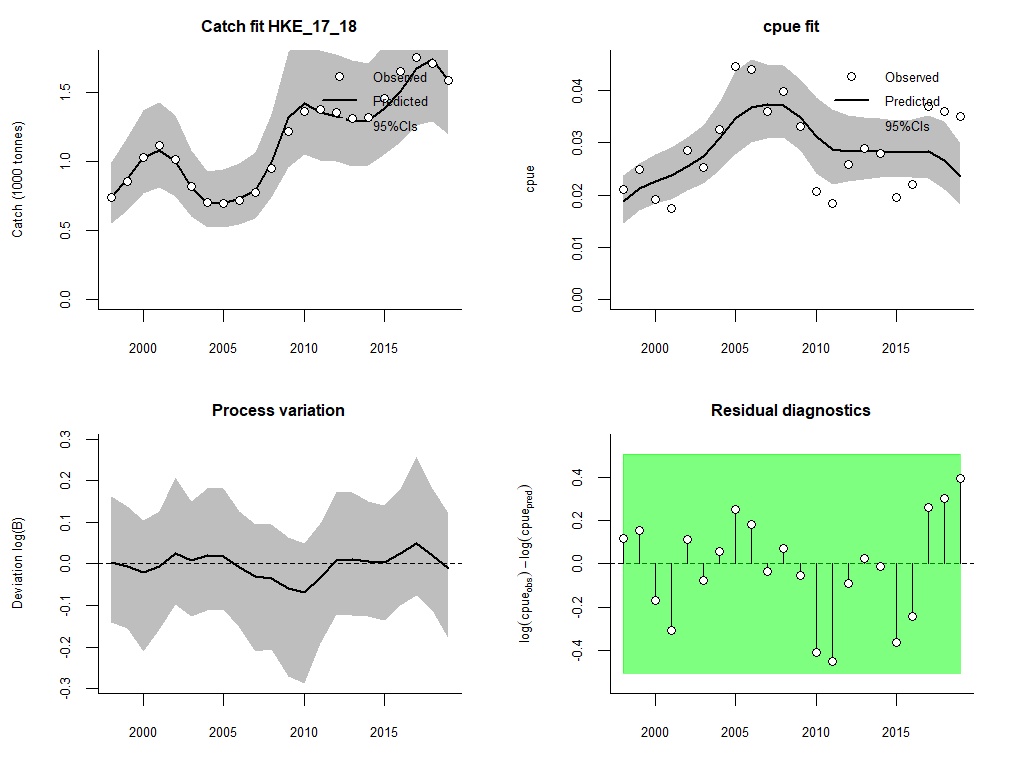 Catch fit HKE_17_18
Catch (1000 tonnes)
0.0 0.5 1.0 1.5
Observed
Predicted
95%CIs
2000 2005 2010 2015
cpue fit
cpue
0.00 0.01 0.02 0.03 0.04
Observed
Predicted
95%CIs
2000 2005 2010 2015
Process variation
Deviation log(B)
-0.3 -0.2 -0.1 0.0 0.1 0.2 0.3
2000 2005 2010 2015
Residual diagnostics
log(cpue_obs) − log(cpue_pred)
-0.4 -0.2 0.0 0.2 0.4
2000 2005 2010 2015